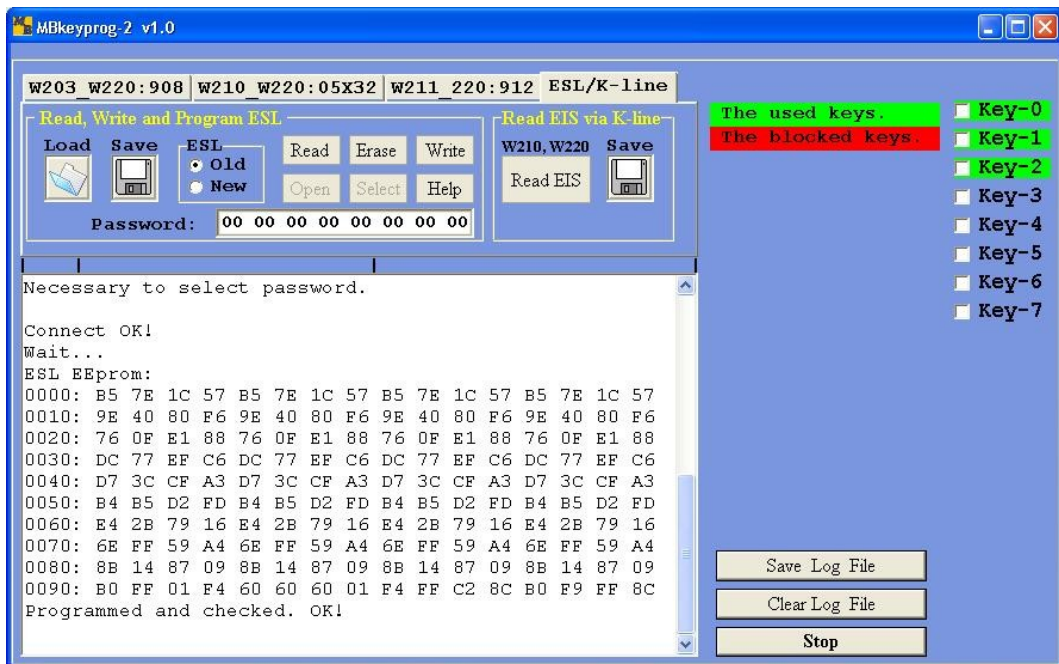 MBkeyprog-2 v1.0
W203_W220:908 W210_W220:05X32 W211_220:912 ESL/K-line
Read, Write and Program ESL
Load Save ESL
Old
New
Read Erase Write
Open Select Help
Password: 00 00 00 00 00 00 00 00
Read EIS via K-line
W210, W220 Save
Read EIS
The used keys.
The blocked keys.
Key-0
Key-1
Key-2
Key-3
Key-4
Key-5
Key-6
Key-7
Necessary to select password.
Connect OK!
Wait...
ESL EEprom:
0000: B5 7E 1C 57 B5 7E 1C 57 B5 7E 1C 57 B5 7E 1C 57
0010: 9E 40 80 F6 9E 40 80 F6 9E 40 80 F6 9E 40 80 F6
0020: 76 0F E1 88 76 0F E1 88 76 0F E1 88 76 0F E1 88
0030: DC 77 EF C6 DC 77 EF C6 DC 77 EF C6 DC 77 EF C6
0040: D7 3C CF A3 D7 3C CF A3 D7 3C CF A3 D7 3C CF A3
0050: B4 B5 D2 FD B4 B5 D2 FD B4 B5 D2 FD B4 B5 D2 FD
0060: E4 2B 79 16 E4 2B 79 16 E4 2B 79 16 E4 2B 79 16
0070: 6E FF 59 A4 6E FF 59 A4 6E FF 59 A4 6E FF 59 A4
0080: 8B 14 87 09 8B 14 87 09 8B 14 87 09 8B 14 87 09
0090: B0 FF 01 F4 60 60 60 01 F4 FF C2 8C B0 F9 FF 8C
Programmed and checked. OK!
Save Log File
Clear Log File
Stop